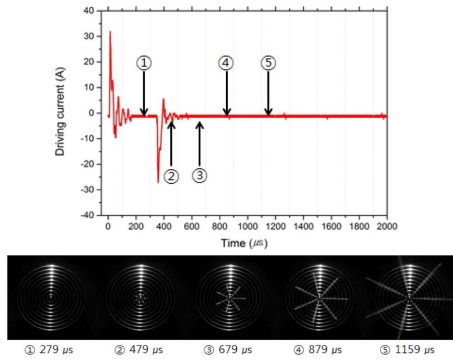 40
30
20
10
0
-10
-20
-30
-40
Driving current (A)
① ④ ⑤
② ③
0 200 400 600 800 1000 1200 1400 1600 1800 2000
Time (μs)
① 279 μs ② 479 μs ③ 679 μs ④ 879 μs ⑤ 1159 μs